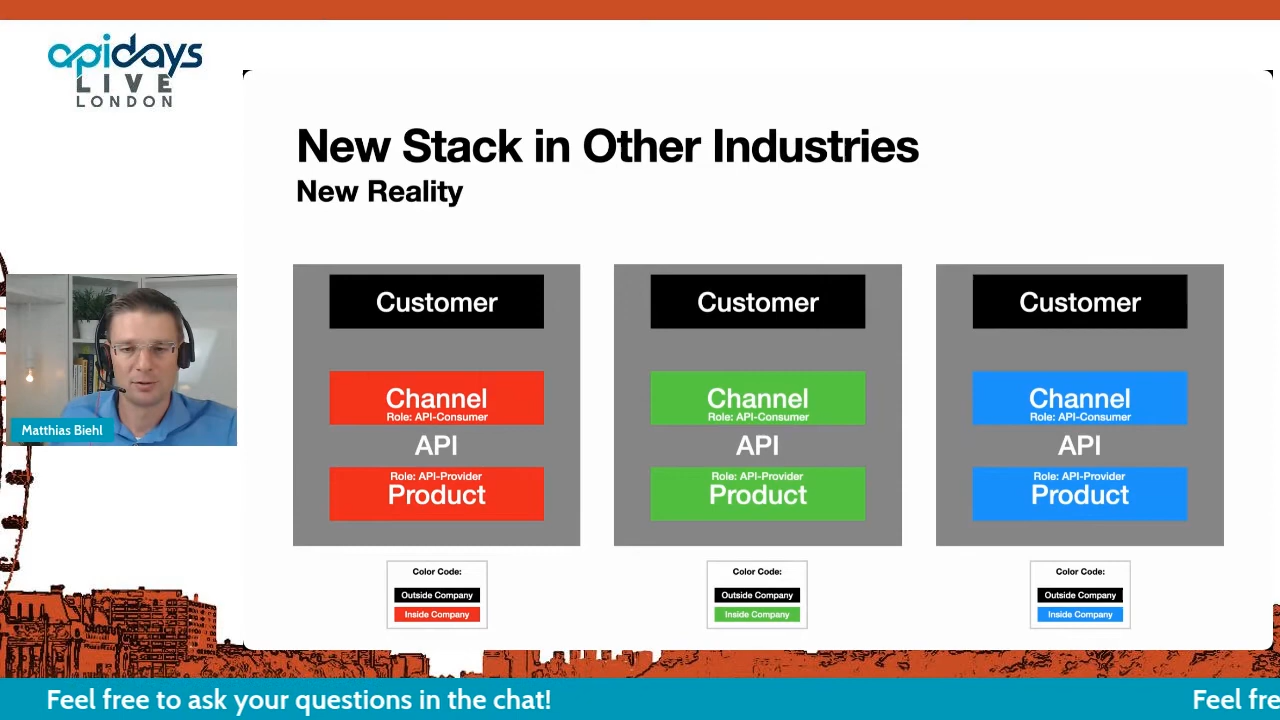 apidays
LIVE
LONDON
New Stack in Other Industries
New Reality
Customer
Channel
Role: API-Consumer
API
Role: API-Provider
Product
Color Code:
Outside Company
Inside Company
Customer
Channel
Role: API-Consumer
API
Role: API-Provider
Product
Color Code:
Outside Company
Inside Company
Customer
Channel
Role: API-Consumer
API
Role: API-Provider
Product
Color Code:
Outside Company
Inside Company
Matthias Biehl
Feel free to ask your questions in the chat!
Feel fre